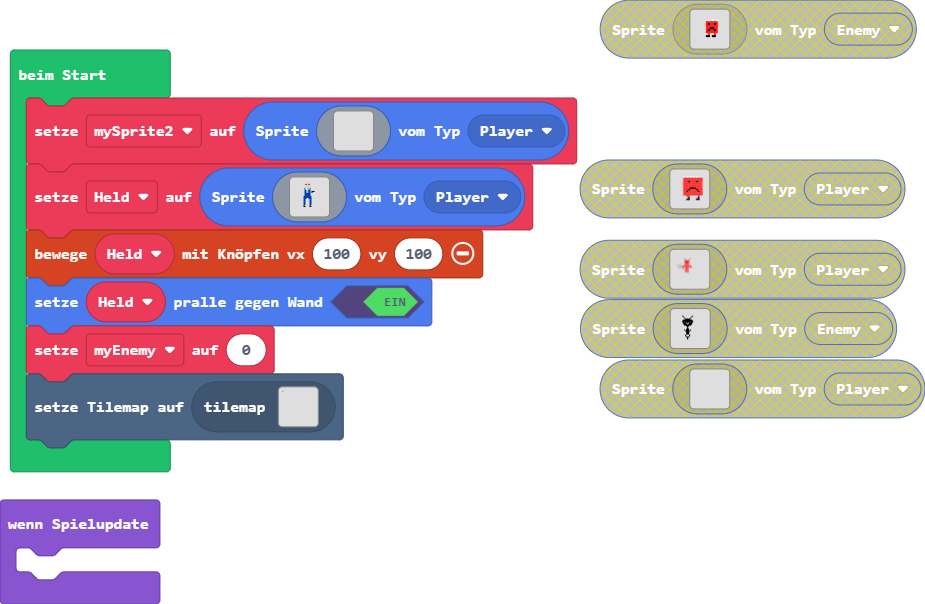 Sprite vom Typ Enemy
beim Start
setze mySprite2 auf Sprite vom Typ Player
setze Held auf Sprite vom Typ Player
Sprite vom Typ Player
bewege Held mit Knöpfen vx 100 vy 100
Sprite vom Typ Player
setze Held pralle gegen Wand EIN
Sprite vom Typ Enemy
setze myEnemy auf 0
Sprite vom Typ Player
setze Tilemap auf tilemap
wenn Spielupdate